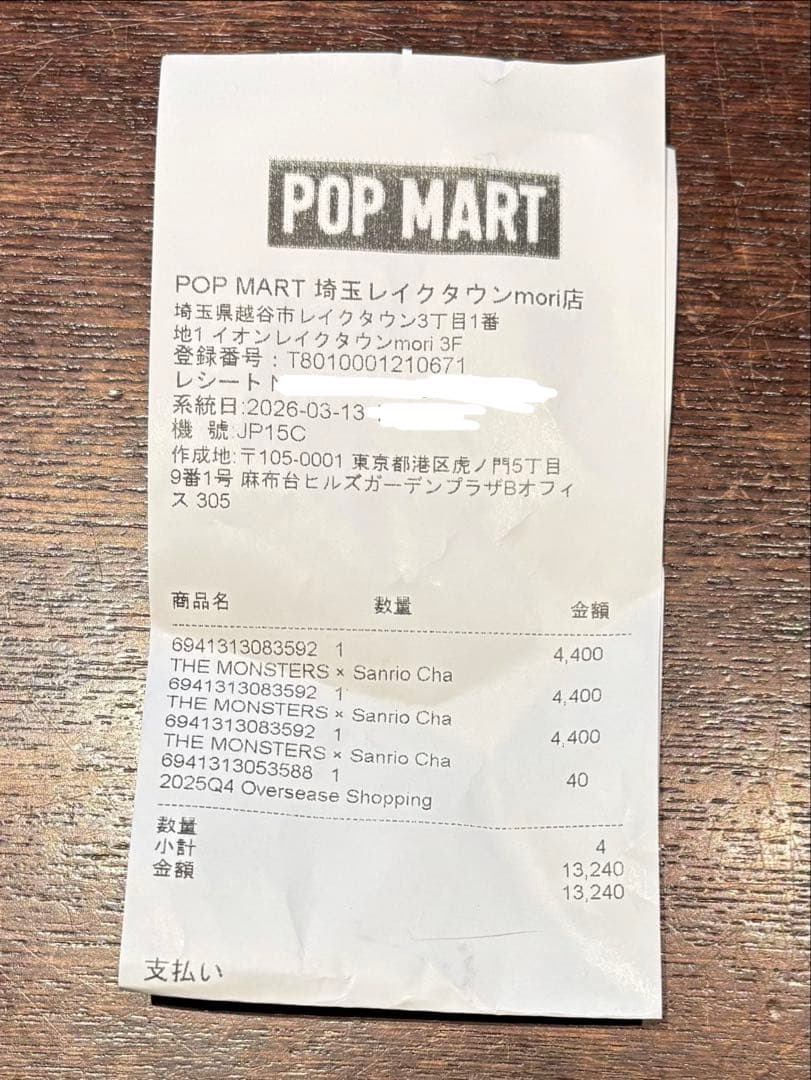 POP MART
POP MART 埼玉レイクタウンmori店
埼玉県越谷市レイクタウン3丁目1番
地1 イオンレイクタウンmori 3F
登録番号：T8010001210671
レシート
系統日:2026-03-13
機 號:JP15C
作成地:〒105-0001 東京都港区虎ノ門5丁目
9番1号 麻布台ヒルズガーデンプラザBオフィ
ス 305
商品名 数量 金額
6941313083592 1 4,400
THE MONSTERS × Sanrio Cha
6941313083592 1 4,400
THE MONSTERS × Sanrio Cha
6941313083592 1 4,400
THE MONSTERS × Sanrio Cha
6941313053588 1 40
2025Q4 Oversease Shopping
数量 4
小計 13,240
金額 13,240
支払い